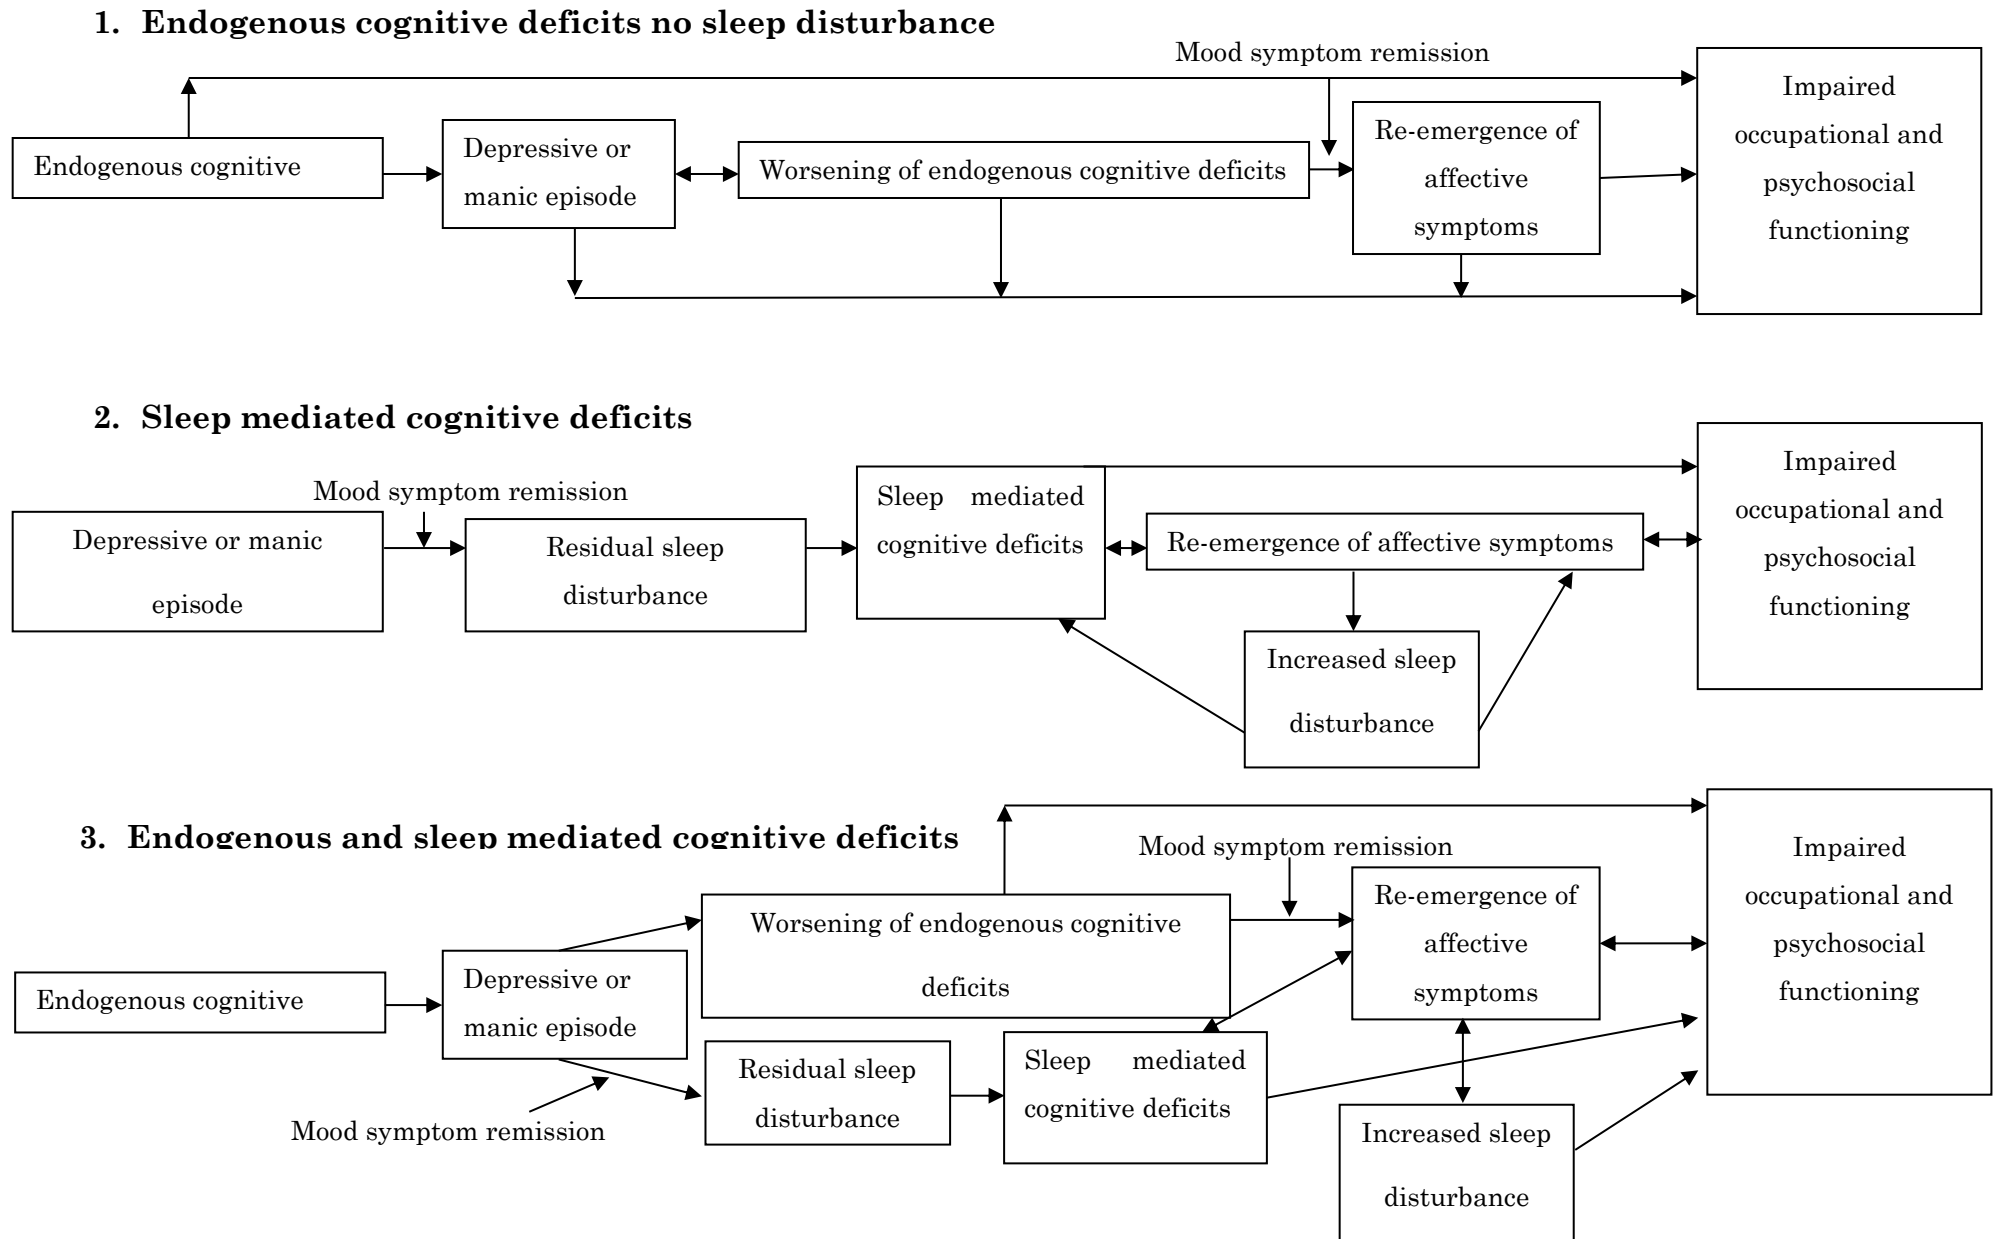 1. Endogenous cognitive deficits no sleep disturbance
Mood symptom remission
Endogenous cognitive
Depressive or
manic episode
Worsening of endogenous cognitive deficits
Re-emergence of
affective
symptoms
Impaired
occupational and
psychosocial
functioning
2. Sleep mediated cognitive deficits
Mood symptom remission
Depressive or manic
episode
Residual sleep
disturbance
Sleep mediated
cognitive deficits
Re-emergence of affective symptoms
Increased sleep
disturbance
Impaired
occupational and
psychosocial
functioning
3. Endogenous and sleep mediated cognitive deficits
Mood symptom remission
Endogenous cognitive
Depressive or
manic episode
Worsening of endogenous cognitive
deficits
Mood symptom remission
Residual sleep
disturbance
Sleep mediated
cognitive deficits
Re-emergence of
affective
symptoms
Increased sleep
disturbance
Impaired
occupational and
psychosocial
functioning